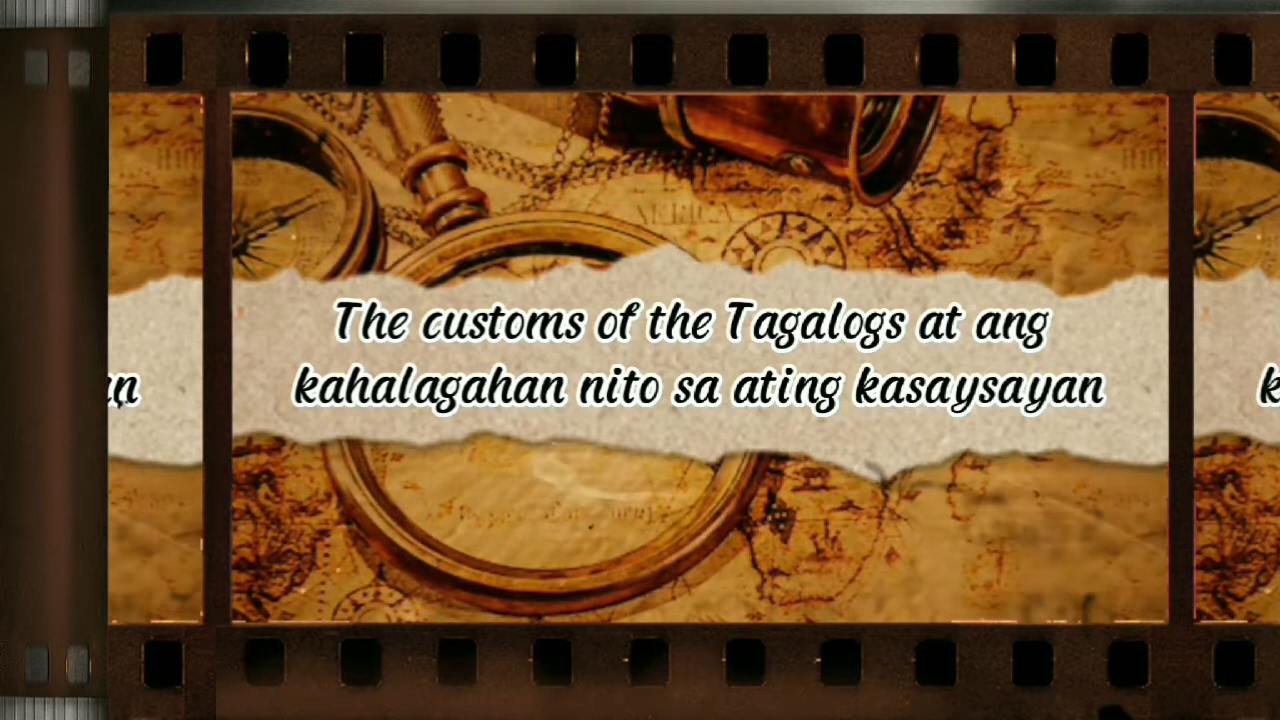 The customs of the Tagalogs at ang
kahalagahan nito sa ating kasaysayan